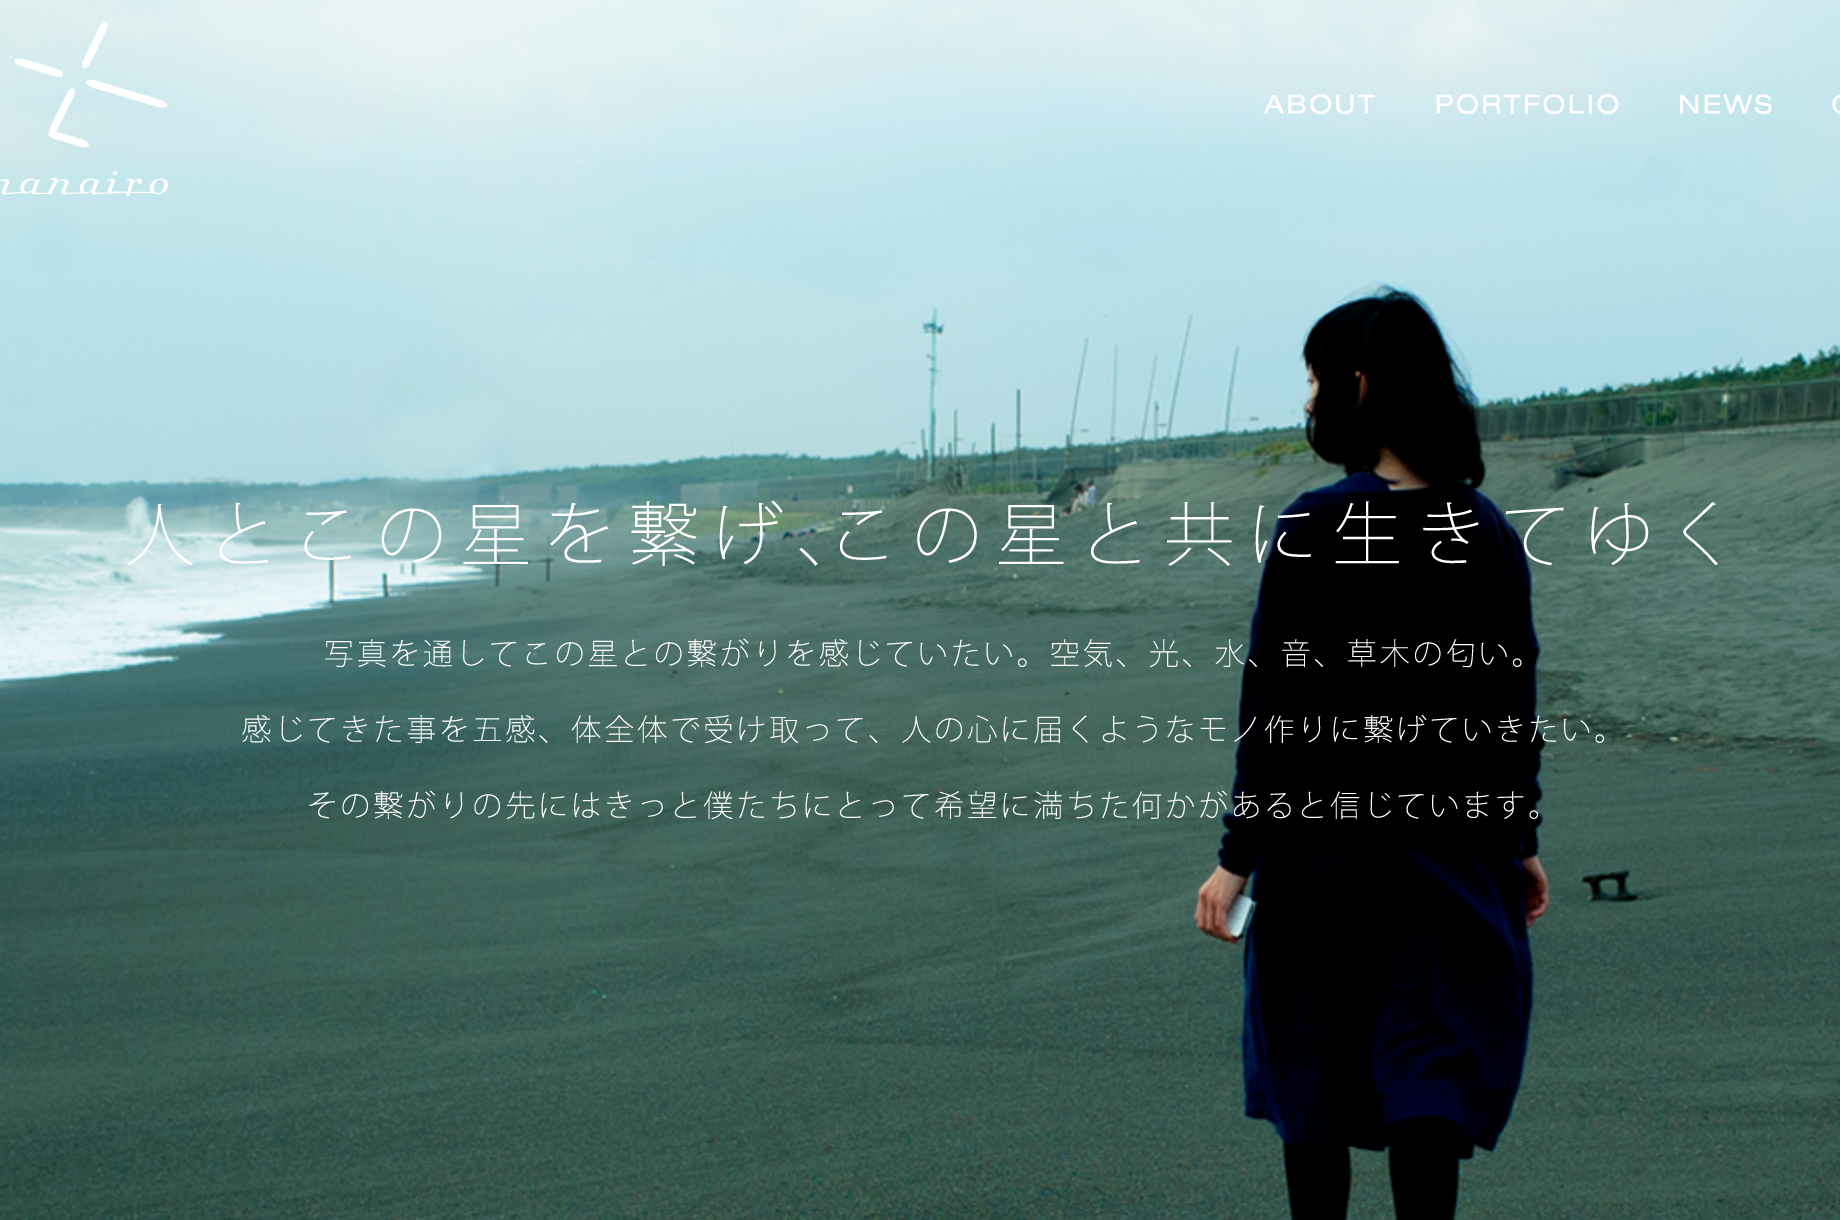 nanairo
ABOUT PORTFOLIO NEWS
人とこの星を繋げ、この星と共に生きてゆく
写真を通してこの星との繋がりを感じていたい。空気、光、水、音、草木の匂い。
感じてきた事を五感、体全体で受け取って、人の心に届くようなモノ作りに繋げていきたい。
その繋がりの先にはきっと僕たちにとって希望に満ちた何かがあると信じています。